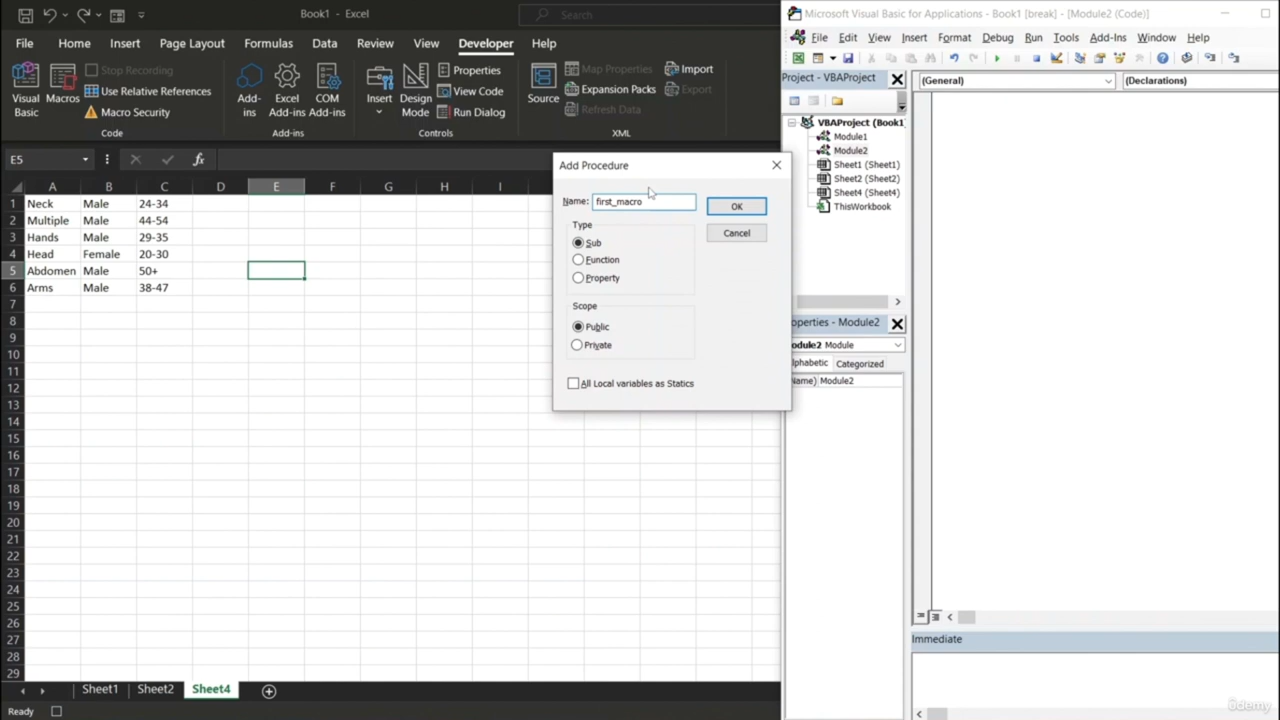 Book1 - Excel
Search
File
Home
Insert
Page Layout
Formulas
Data
Review
View
Developer
Help
Visual Basic
Macros
Stop Recording
Use Relative References
Macro Security
Code
Add-ins
Excel Add-ins
COM Add-ins
Add-ins
Insert
Design Mode
Properties
View Code
Run Dialog
Controls
Source
Map Properties
Expansion Packs
Refresh Data
Import
Export
XML
E5
fx
A B C D E F G H I
1 Neck Male 24-34
2 Multiple Male 44-54
3 Hands Male 29-35
4 Head Female 20-30
5 Abdomen Male 50+
6 Arms Male 38-47
7
8
9
10
11
12
13
14
15
16
17
18
19
20
21
22
23
24
25
26
27
28
29
Sheet1
Sheet2
Sheet4
Ready
Add Procedure
Name: first_macro
OK
Cancel
Type
Sub
Function
Property
Scope
Public
Private
All Local variables as Statics
Microsoft Visual Basic for Applications - Book1 [break] - [Module2 (Code)]
File Edit View Insert Format Debug Run Tools Add-Ins Window Help
Project - VBAProject
VBAProject (Book1)
Module1
Module2
Sheet1 (Sheet1)
Sheet2 (Sheet2)
Sheet4 (Sheet4)
ThisWorkbook
operties - Module2
odule2 Module
lphabetic Categorized
Name) Module2
(General)
(Declarations)
Immediate
ûdemy